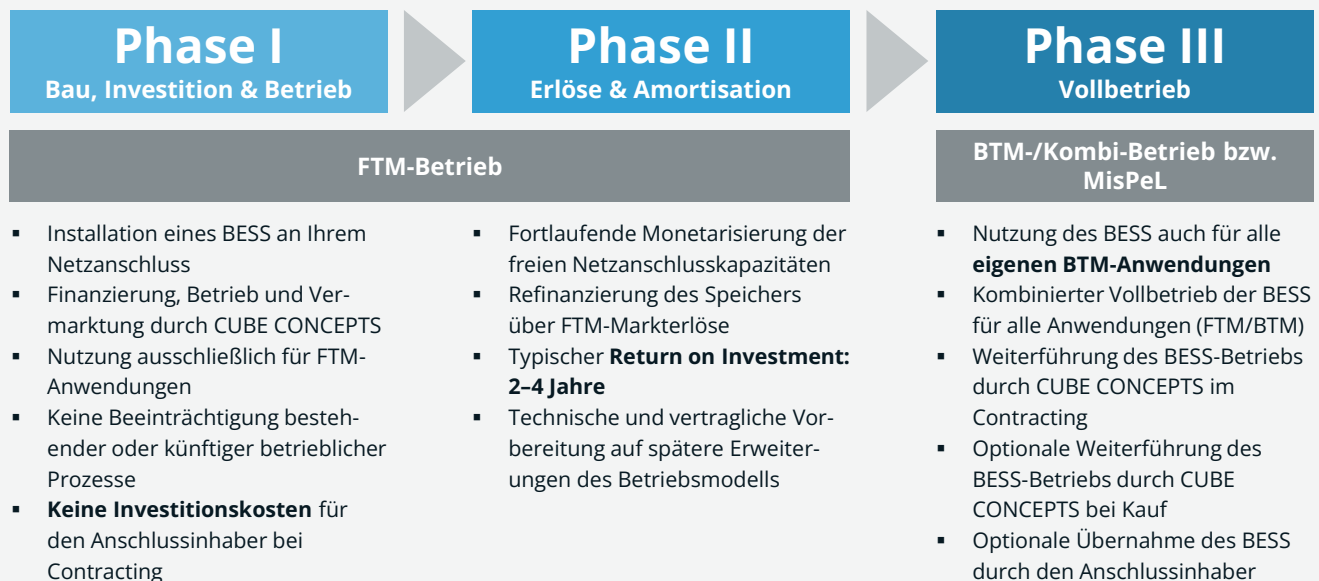 Phase I
Bau, Investition & Betrieb
Phase II
Erlöse & Amortisation
Phase III
Vollbetrieb
FTM-Betrieb
BTM-/Kombi-Betrieb bzw.
MisPeL
▪ Installation eines BESS an Ihrem
Netzanschluss
▪ Finanzierung, Betrieb und Ver-
marktung durch CUBE CONCEPTS
▪ Nutzung ausschließlich für FTM-
Anwendungen
▪ Keine Beeinträchtigung besteh-
ender oder künftiger betrieblicher
Prozesse
▪ Keine Investitionskosten für
den Anschlussinhaber bei
Contracting
▪ Fortlaufende Monetarisierung der
freien Netzanschlusskapazitäten
▪ Refinanzierung des Speichers
über FTM-Markterlöse
▪ Typischer Return on Investment:
2–4 Jahre
▪ Technische und vertragliche Vor-
bereitung auf spätere Erweiter-
ungen des Betriebsmodells
▪ Nutzung des BESS auch für alle
eigenen BTM-Anwendungen
▪ Kombinierter Vollbetrieb der BESS
für alle Anwendungen (FTM/BTM)
▪ Weiterführung des BESS-Betriebs
durch CUBE CONCEPTS im
Contracting
▪ Optionale Weiterführung des
BESS-Betriebs durch CUBE
CONCEPTS bei Kauf
▪ Optionale Übernahme des BESS
durch den Anschlussinhaber